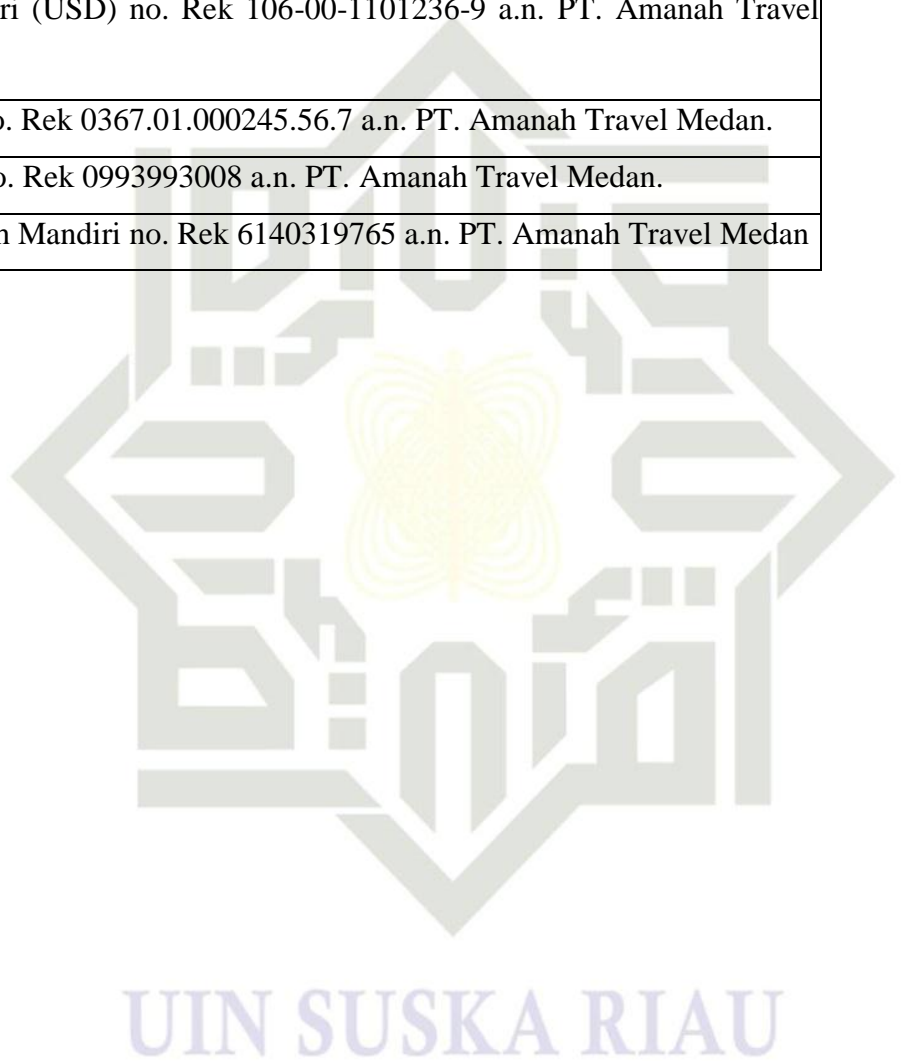 ri (USD) no. Rek 106-00-1101236-9 a.n. PT. Amanah Travel
o. Rek 0367.01.000245.56.7 a.n. PT. Amanah Travel Medan.
o. Rek 0993993008 a.n. PT. Amanah Travel Medan.
n Mandiri no. Rek 6140319765 a.n. PT. Amanah Travel Medan
UIN SUSKA RIAU